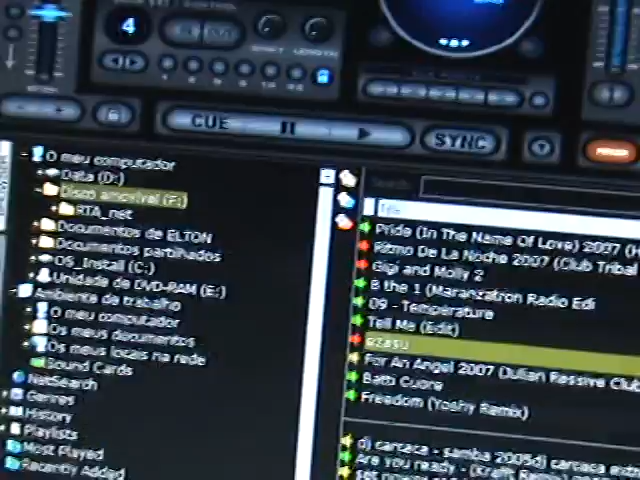 4
CUE
SYNC
O meu computador
Data (D:)
Disco amovível (F:)
RTA_net
Documentos de ELTON
Documentos partilhados
OS_Install (C:)
Unidade de DVD-RAM (E:)
Ambiente de trabalho
O meu computador
Os meus documentos
Os meus locais na rede
Sound Cards
NetSearch
Genres
History
Playlists
Most Played
Recently Added
Pride (In The Name Of Love) 2007 (H
Ritmo De La Noche 2007 (Club Tribal
Gigi and Molly 2
B the 1 (Maranzatron Radio Edi
09 - Temperature
Tell Me (Edit)
For An Angel 2007 (Julian Rassive Club
Batti Cuore
Freedom (Yoshy Remix)
dj carcaca - samba 2005dj carcaca extr
Are you ready - (Kraffft Remix) 2007